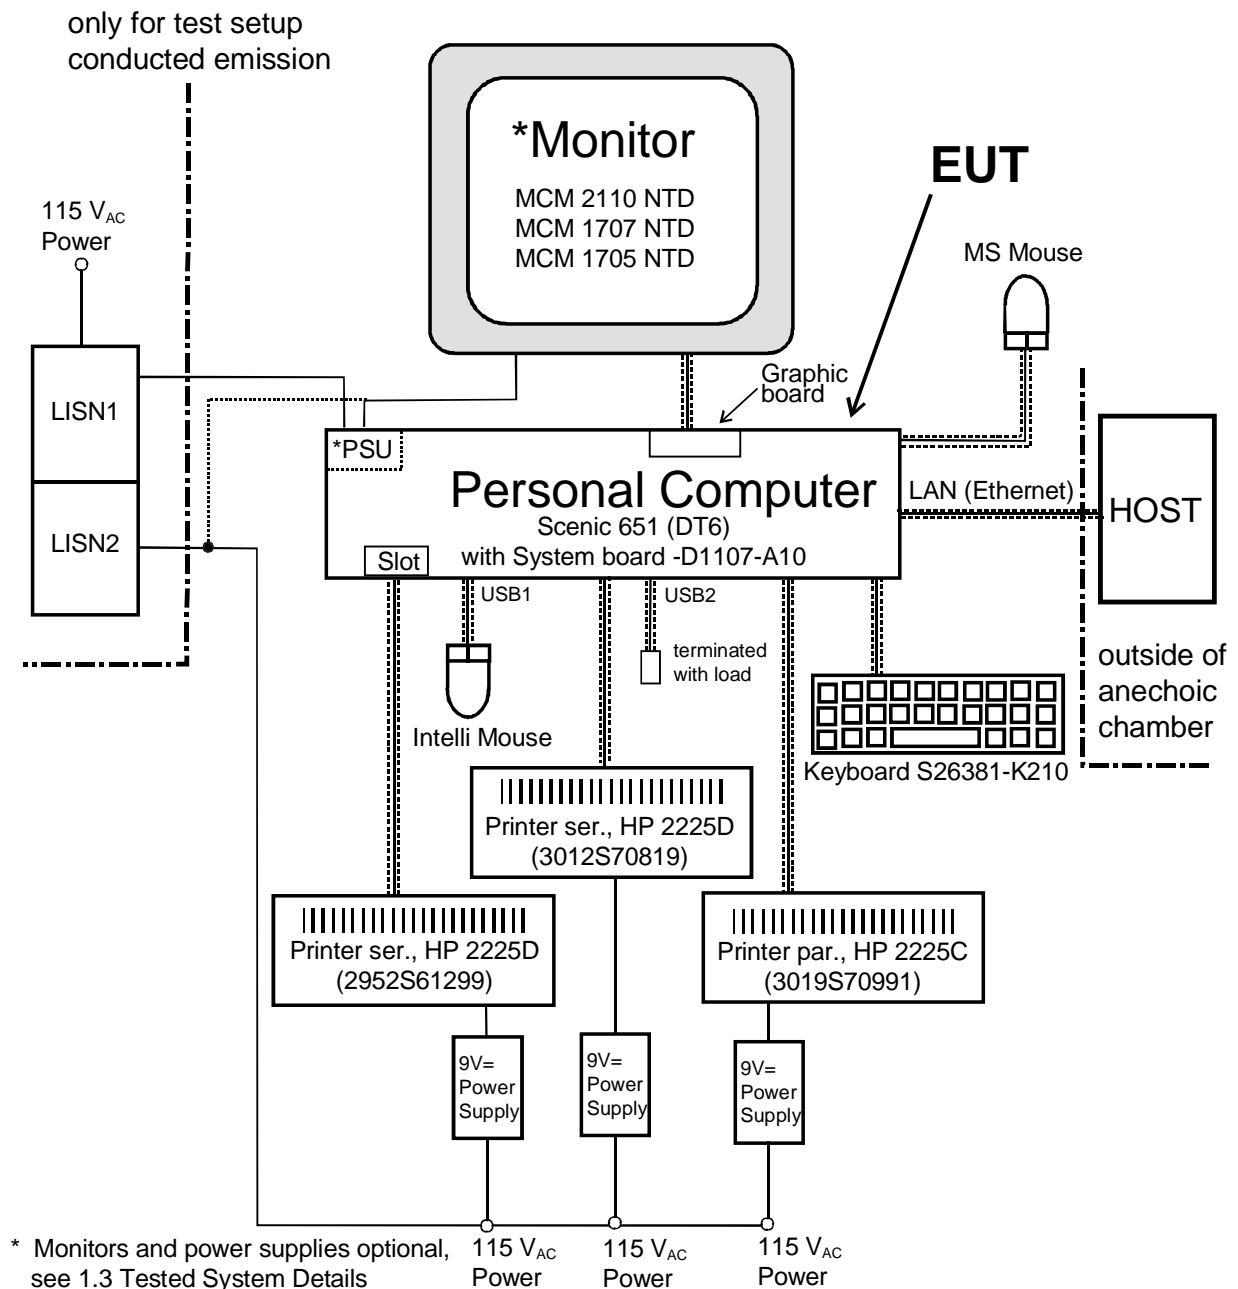 only for test setup
conducted emission
*Monitor
MCM 2110 NTD
MCM 1707 NTD
MCM 1705 NTD
EUT
115 VAC
Power
MS Mouse
Graphic
board
LISN1
*PSU
Personal Computer
Scenic 651 (DT6)
with System board -D1107-A10
LAN (Ethernet)
HOST
LISN2
Slot
USB1
USB2
terminated
with load
Intelli Mouse
outside of
anechoic
chamber
Keyboard S26381-K210
Printer ser., HP 2225D
(3012S70819)
Printer ser., HP 2225D
(2952S61299)
Printer par., HP 2225C
(3019S70991)
9V=
Power
Supply
9V=
Power
Supply
9V=
Power
Supply
* Monitors and power supplies optional,
see 1.3 Tested System Details
115 VAC
Power
115 VAC
Power
115 VAC
Power